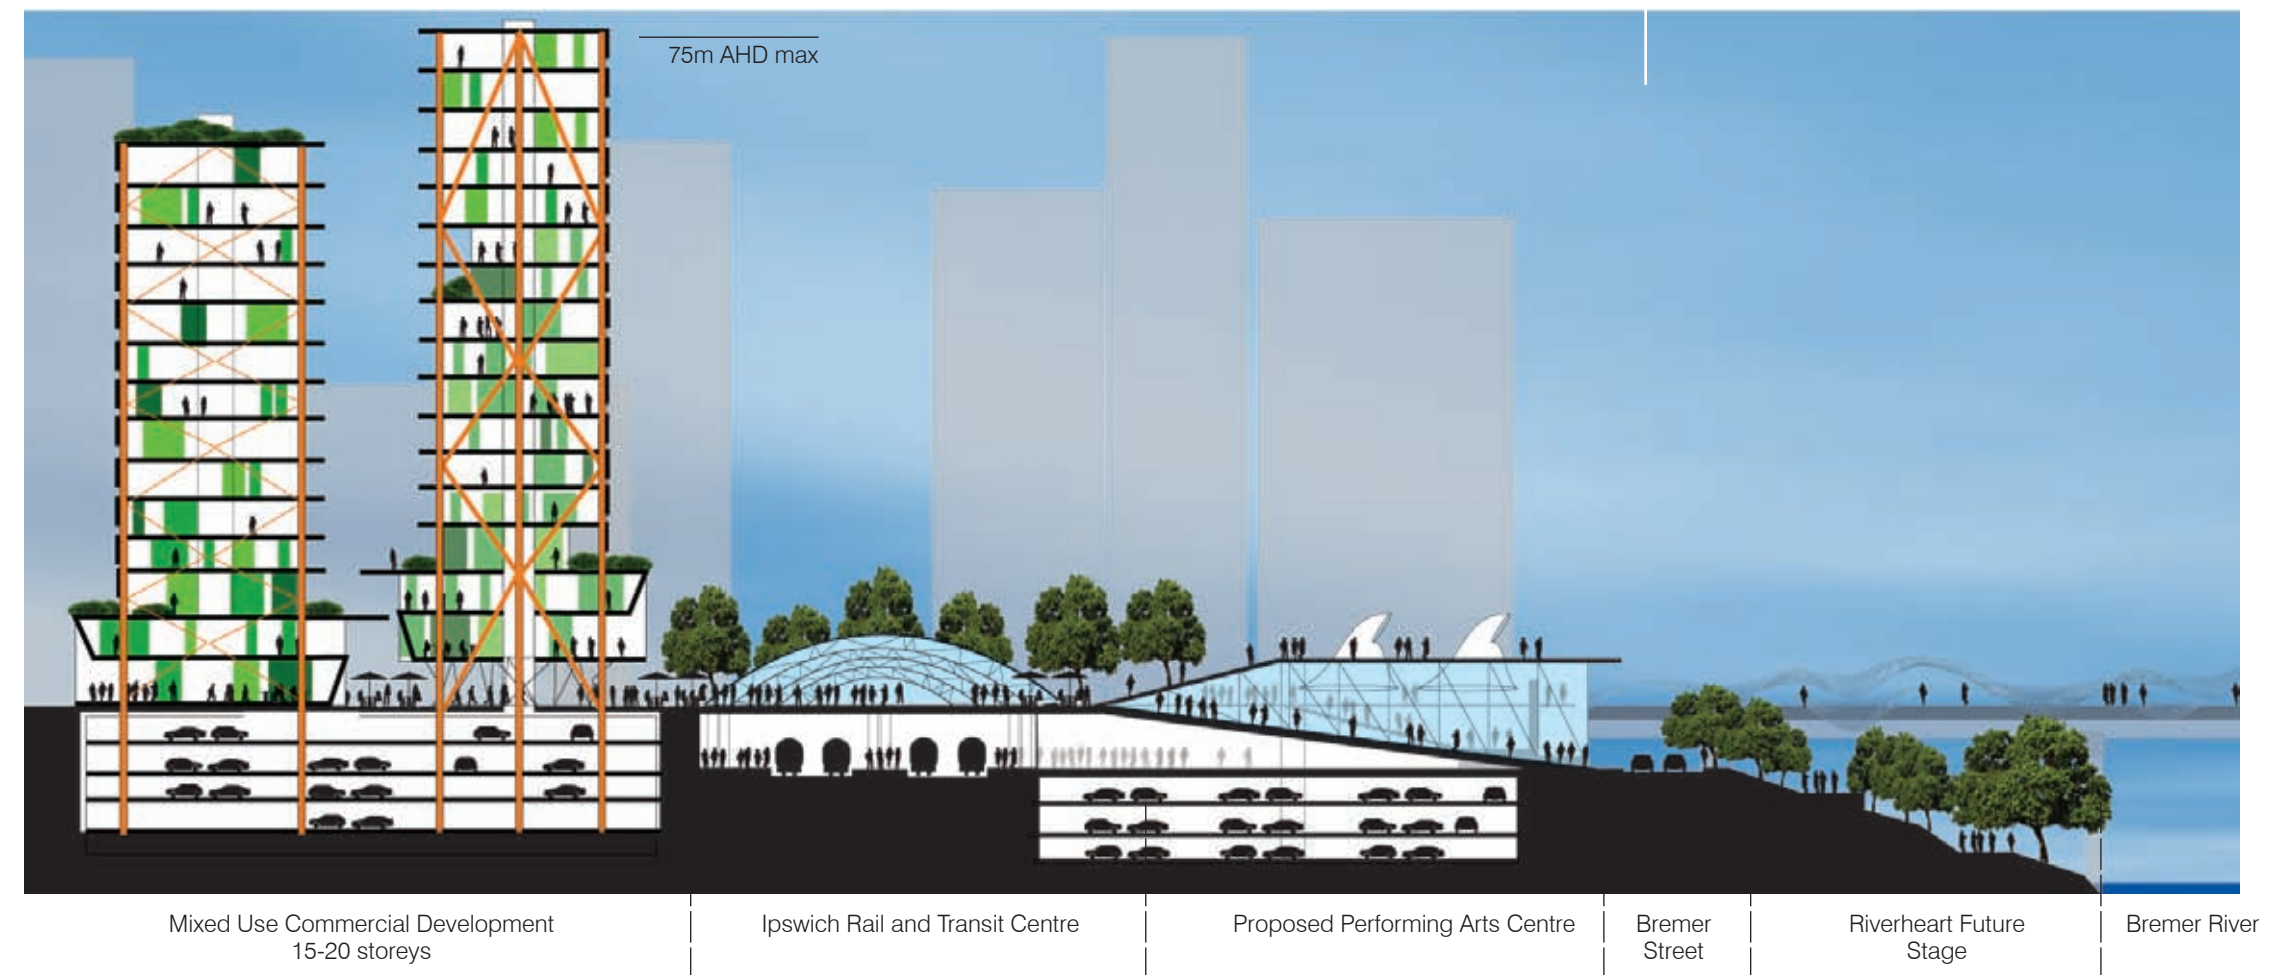 75m AHD max
Mixed Use Commercial Development
15-20 storeys
Ipswich Rail and Transit Centre
Proposed Performing Arts Centre
Bremer
Street
Riverheart Future
Stage
Bremer River